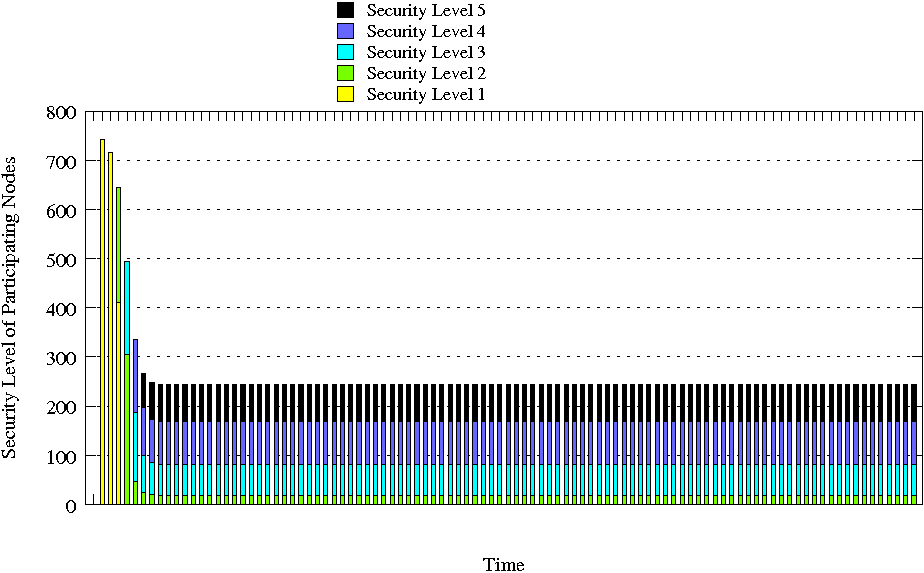 Security Level 5
Security Level 4
Security Level 3
Security Level 2
Security Level 1
800
700
600
500
400
300
200
100
0
Security Level of Participating Nodes
Time